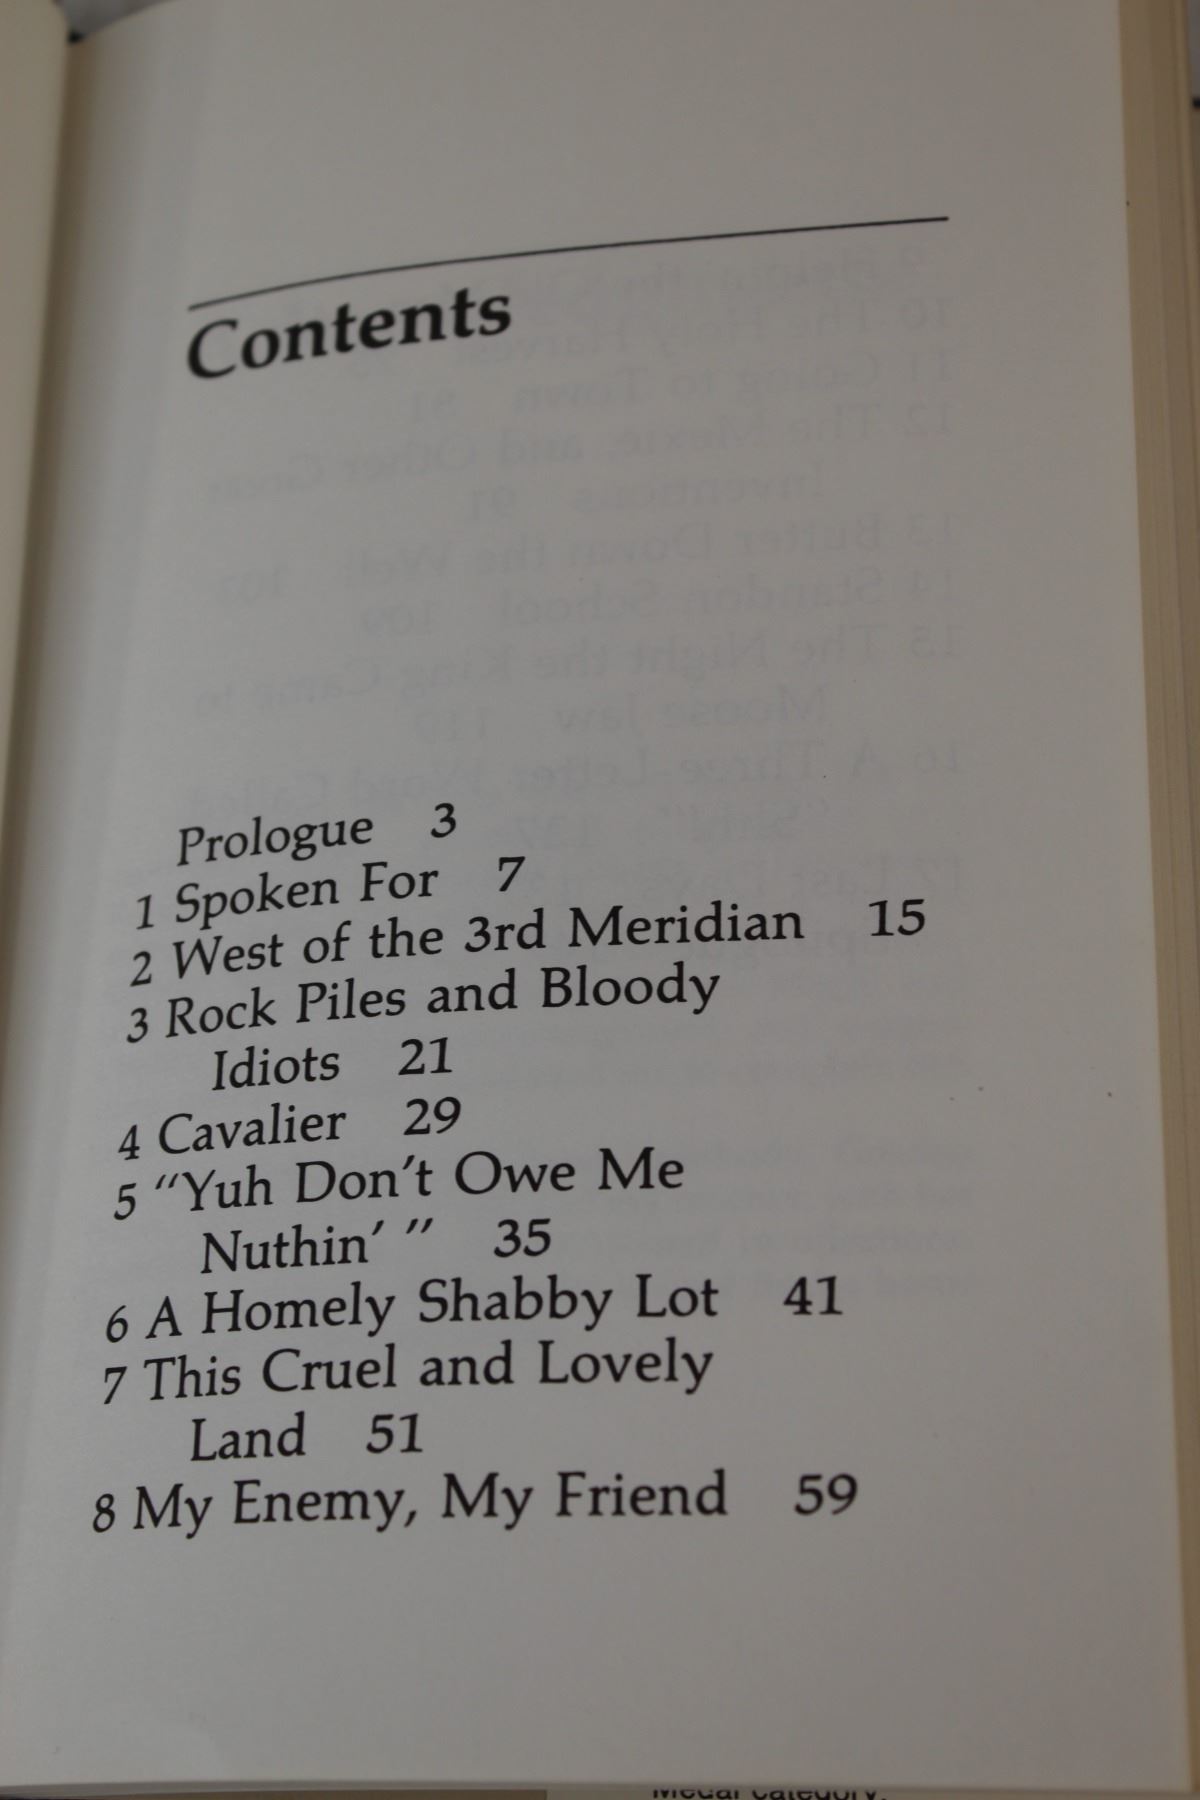 Contents
Prologue 3
1 Spoken For 7
2 West of the 3rd Meridian 15
3 Rock Piles and Bloody
Idiots 21
4 Cavalier 29
5 "Yuh Don't Owe Me
Nuthin' " 35
6 A Homely Shabby Lot 41
7 This Cruel and Lovely
Land 51
8 My Enemy, My Friend 59